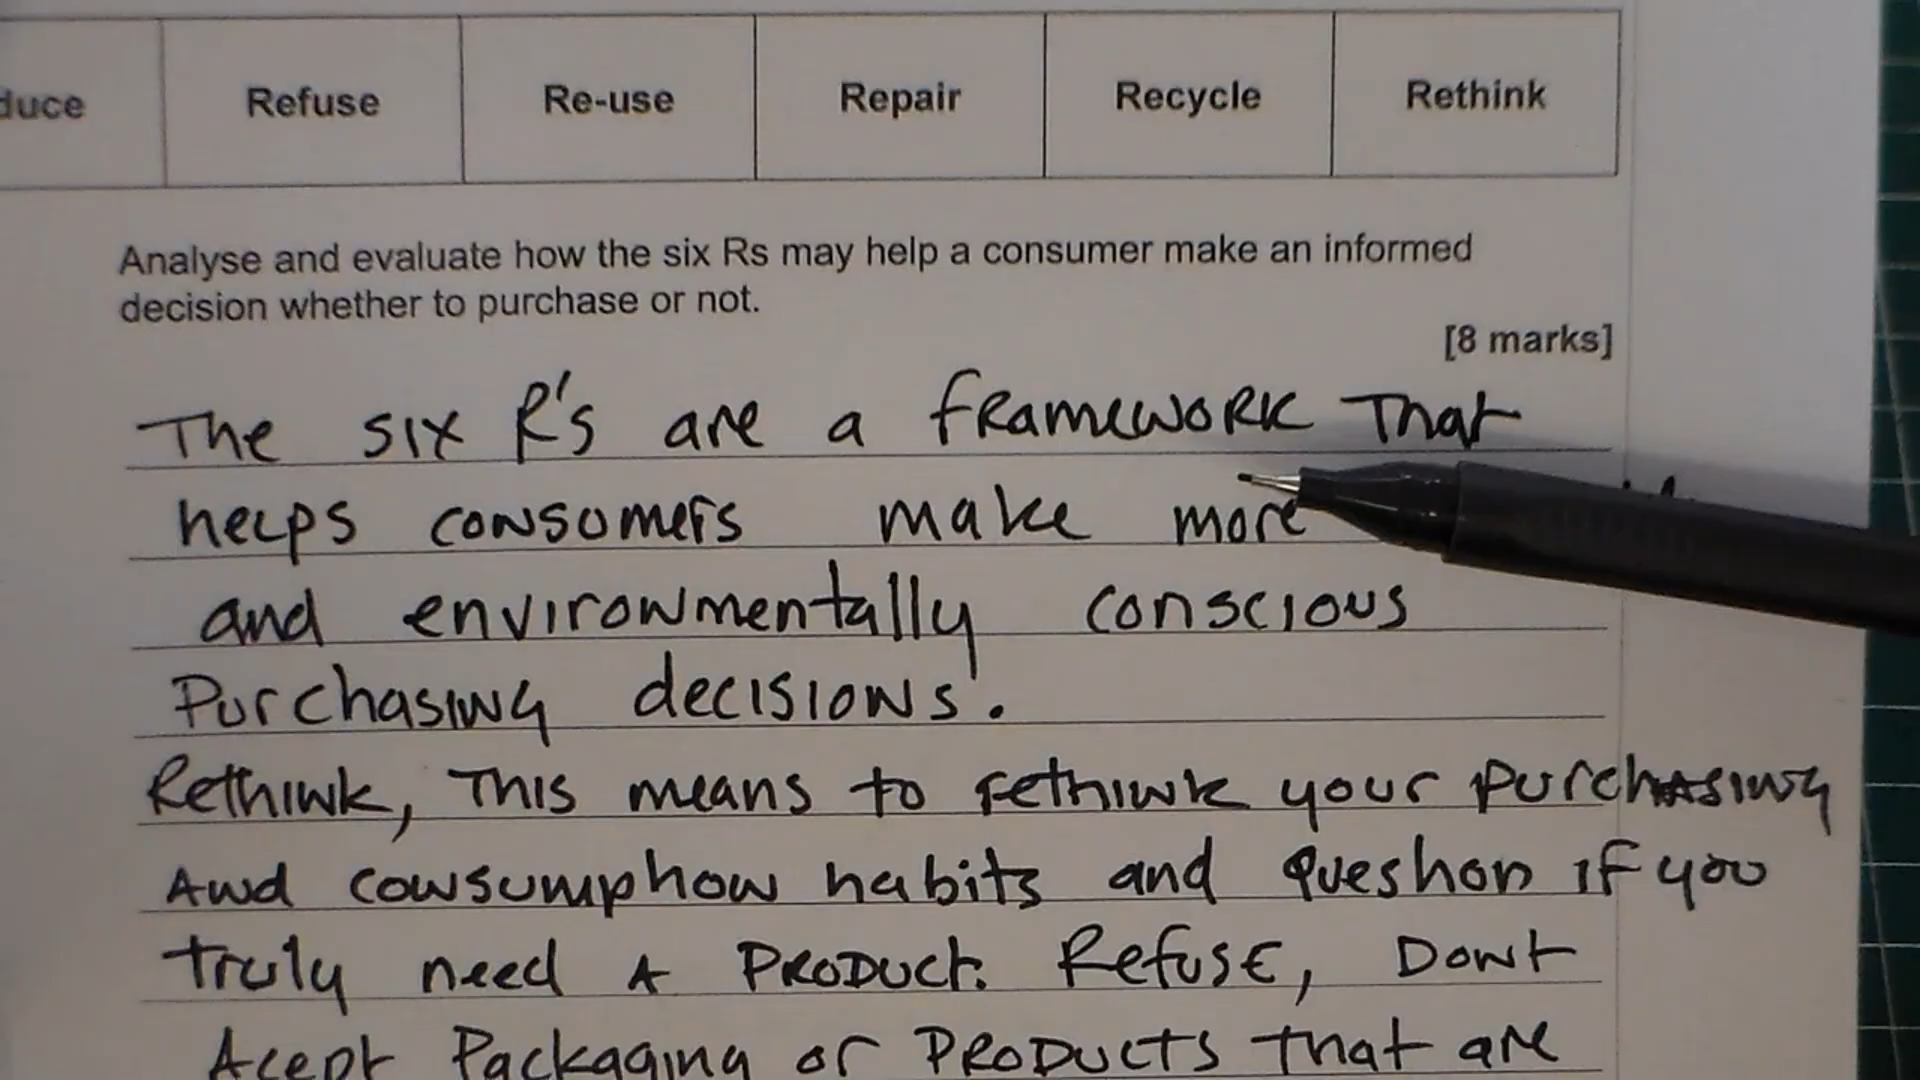 duce Refuse Re-use Repair Recycle Rethink
Analyse and evaluate how the six Rs may help a consumer make an informed
decision whether to purchase or not.
[8 marks]
The six R's are a framework That
helps consumers make more
and environmentally conscious
Purchasing decisions.
Rethink, This means to rethink your purchasing
And consumption habits and question if you
truly need A PRODUCT. Refuse, Dont
Acept Packaging or PRODUCTS that are